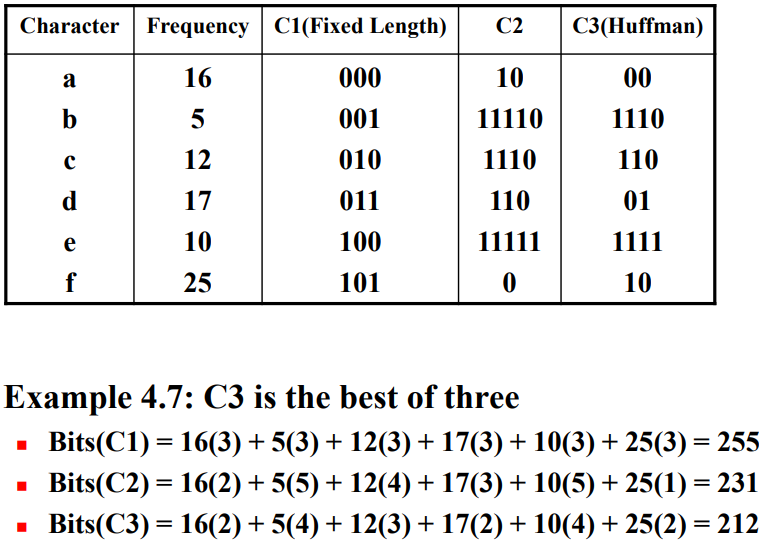 Character Frequency C1(Fixed Length) C2 C3(Huffman)
a 16 000 10 00
b 5 001 11110 1110
c 12 010 1110 110
d 17 011 110 01
e 10 100 11111 1111
f 25 101 0 10
Example 4.7: C3 is the best of three
Bits(C1) = 16(3) + 5(3) + 12(3) + 17(3) + 10(3) + 25(3) = 255
Bits(C2) = 16(2) + 5(5) + 12(4) + 17(3) + 10(5) + 25(1) = 231
Bits(C3) = 16(2) + 5(4) + 12(3) + 17(2) + 10(4) + 25(2) = 212